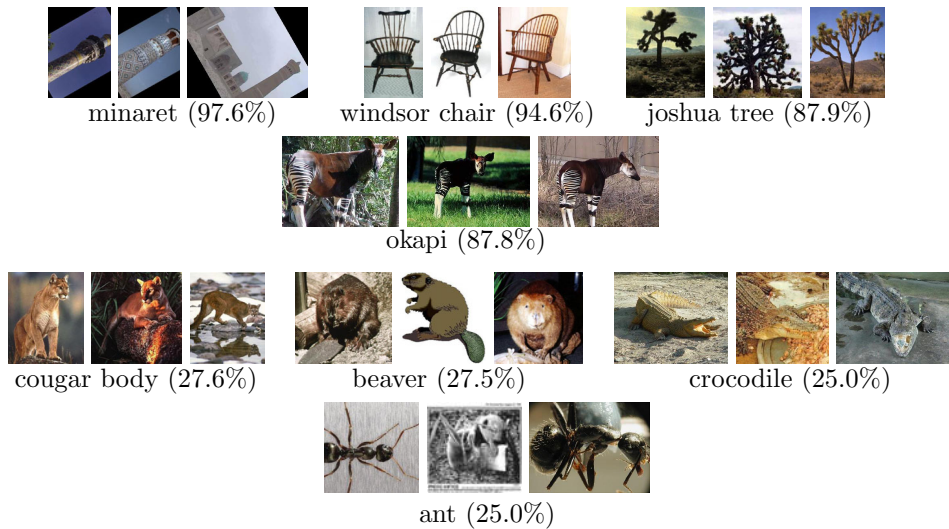 minaret (97.6%)
windsor chair (94.6%)
joshua tree (87.9%)
okapi (87.8%)
cougar body (27.6%)
beaver (27.5%)
crocodile (25.0%)
ant (25.0%)